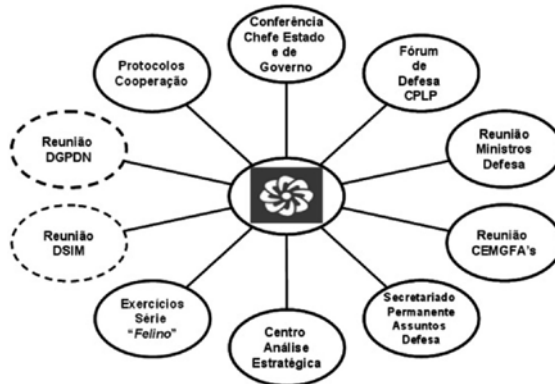 Conferência
Chefe Estado
e de
Governo
Protocolos
Cooperação
Fórum
de
Defesa
CPLP
Reunião
DGPDN
Reunião
Ministros
Defesa
Reunião
DSIM
Reunião
CEMGFA's
Exercícios
Série
"Felino"
Centro
Análise
Estratégica
Secretariado
Permanente
Assuntos
Defesa